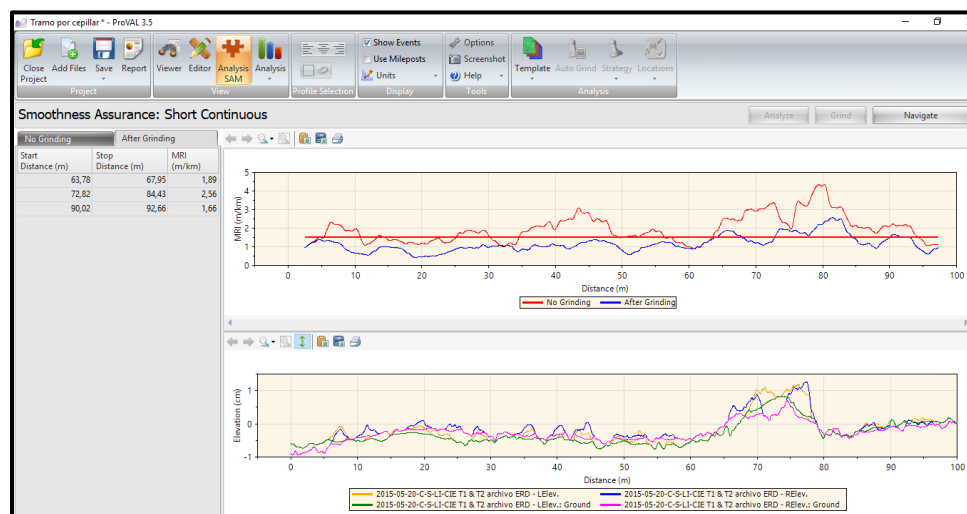 Tramo por cepillar * - ProVAL 3.5
Close Project
Add Files
Save
Report
Viewer
Editor
Analysis SAM
Analysis
Show Events
Use Mileposts
Units
Options
Screenshot
Help
Template
Auto Grind
Strategy
Locations
Project
View
Profile Selection
Display
Tools
Analysis
Smoothness Assurance: Short Continuous
Analyze
Grind
Navigate
No Grinding
After Grinding
Start Distance (m)
Stop Distance (m)
MRI (m/km)
63,78 67,95 1,89
72,82 84,43 2,56
90,02 92,66 1,66
MRI (m/km)
5
4
3
2
1
0
0 10 20 30 40 50 60 70 80 90 100
Distance (m)
No Grinding After Grinding
Elevation (cm)
1
0
-1
0 10 20 30 40 50 60 70 80 90 100
Distance (m)
2015-05-20-C-S-LI-CIE T1 & T2 archivo ERD - LElev. 2015-05-20-C-S-LI-CIE T1 & T2 archivo ERD - RElev.
2015-05-20-C-S-LI-CIE T1 & T2 archivo ERD - LElev.: Ground 2015-05-20-C-S-LI-CIE T1 & T2 archivo ERD - RElev.: Ground